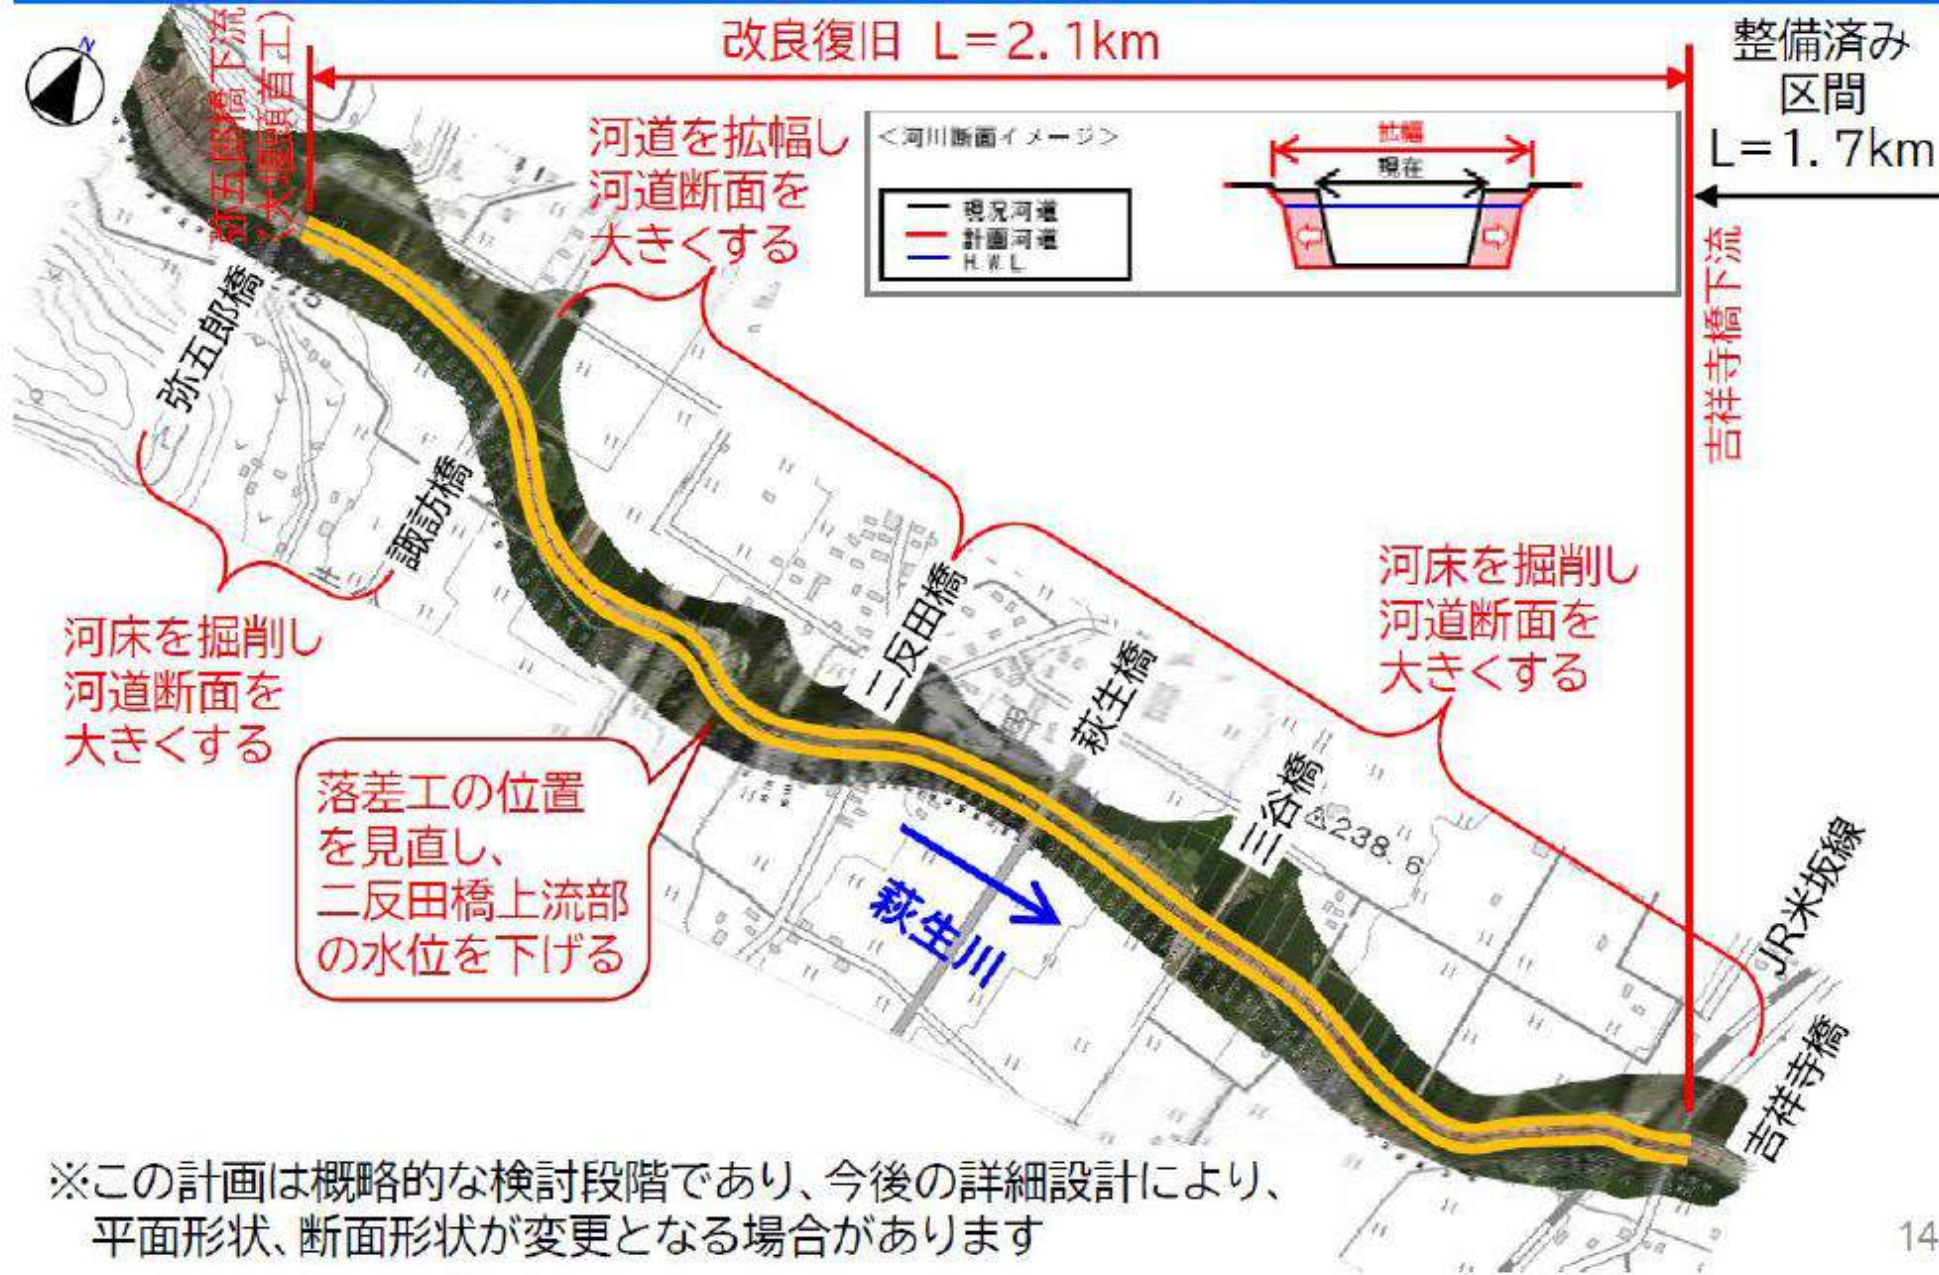 改良復旧 L=2.1km
整備済み
区間
L=1.7km
N
弥五郎橋下流
(大堰頭首工)
河道を拡幅し
河道断面を
大きくする
<河川断面イメージ>
現況河道
計画河道
H.W.L.
拡幅
現在
吉祥寺橋下流
弥五郎橋
諏訪橋
二反田橋
萩生橋
三谷橋
238.6
JR米坂線
吉祥寺橋
河床を掘削し
河道断面を
大きくする
河床を掘削し
河道断面を
大きくする
落差工の位置
を見直し、
二反田橋上流部
の水位を下げる
萩生川
※この計画は概略的な検討段階であり、今後の詳細設計により、
平面形状、断面形状が変更となる場合があります
14